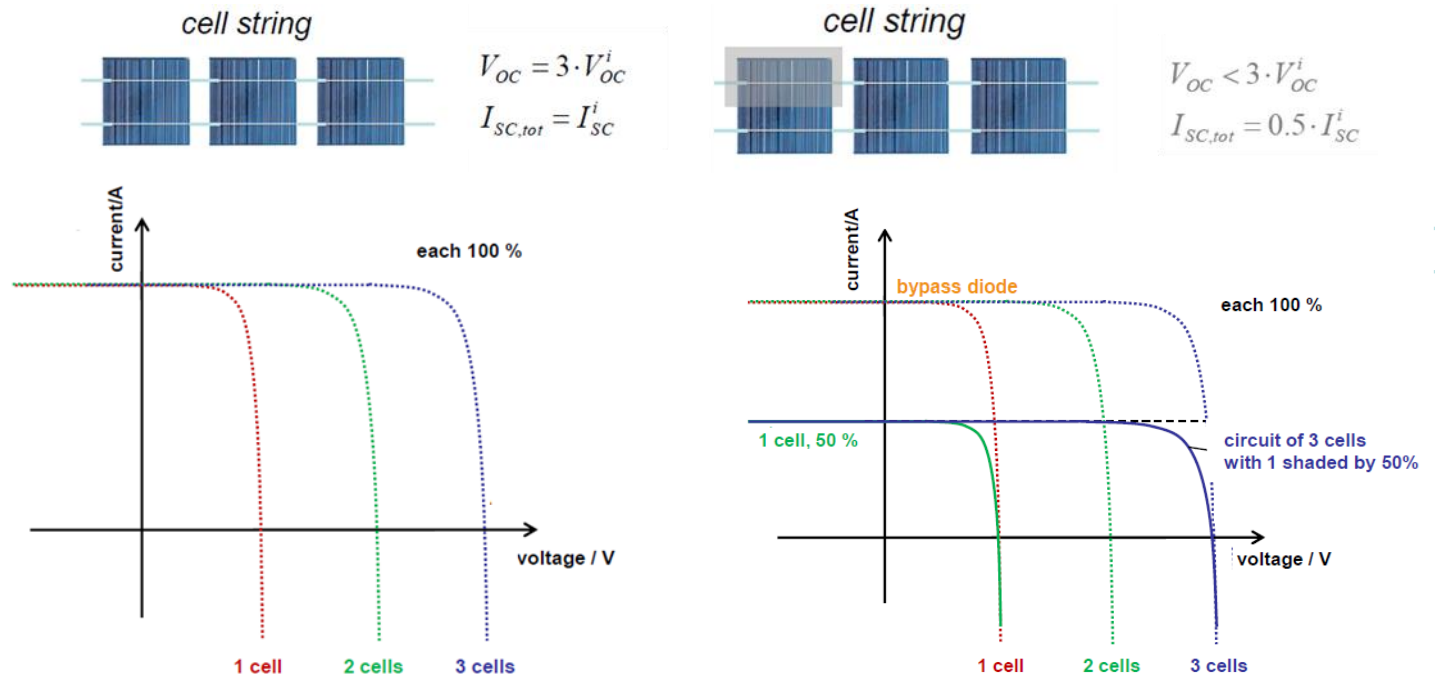 cell string
V_OC = 3 · V^i_OC
I_SC,tot = I^i_SC
current/A
each 100 %
voltage / V
1 cell
2 cells
3 cells
cell string
V_OC < 3 · V^i_OC
I_SC,tot = 0.5 · I^i_SC
current/A
bypass diode
each 100 %
1 cell, 50 %
circuit of 3 cells
with 1 shaded by 50%
voltage / V
1 cell
2 cells
3 cells